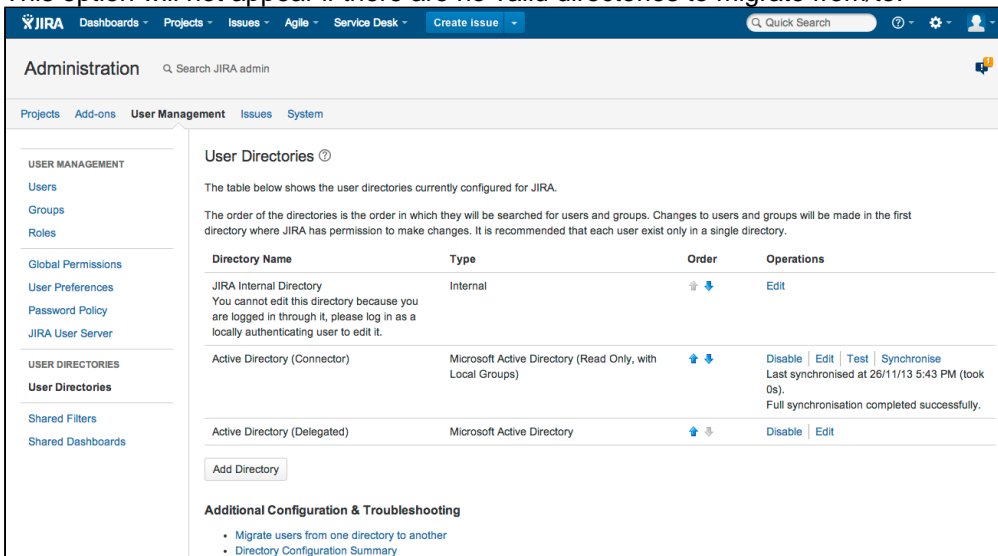 This option will not appear if there are no valid directories to migrate from/to.
JIRA Dashboards Projects Issues Agile Service Desk Create issue Quick Search
Administration Search JIRA admin
Projects Add-ons User Management Issues System
USER MANAGEMENT
Users
Groups
Roles
Global Permissions
User Preferences
Password Policy
JIRA User Server
USER DIRECTORIES
User Directories
Shared Filters
Shared Dashboards
User Directories
The table below shows the user directories currently configured for JIRA.
The order of the directories is the order in which they will be searched for users and groups. Changes to users and groups will be made in the first
directory where JIRA has permission to make changes. It is recommended that each user exist only in a single directory.
Directory Name Type Order Operations
JIRA Internal Directory Internal Edit
You cannot edit this directory because you
are logged in through it, please log in as a
locally authenticating user to edit it.
Active Directory (Connector) Microsoft Active Directory (Read Only, with Disable Edit Test Synchronise
Local Groups) Last synchronised at 26/11/13 5:43 PM (took
0s).
Full synchronisation completed successfully.
Active Directory (Delegated) Microsoft Active Directory Disable Edit
Add Directory
Additional Configuration & Troubleshooting
• Migrate users from one directory to another
• Directory Configuration Summary